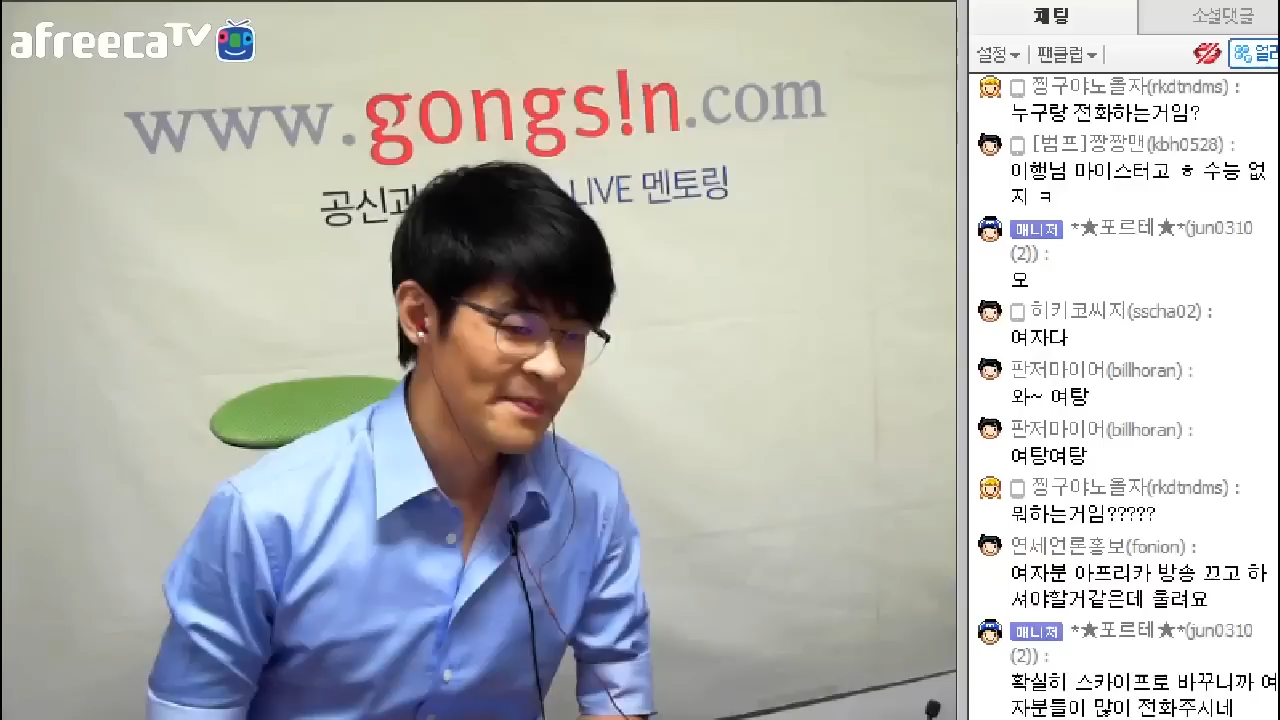 afreecaTV
www.gongs!n.com
공신과
LIVE 멘토링
채팅
소셜댓글
설정
팬클럽
얼리
찡구야노올자(rkdtndms) :
누구랑 전화하는거임?
[범프]짱짱맨(kbh0528) :
이행님 마이스터고 ㅎ 수능 없
지 ㅋ
매니저 *★포르테★*(jun0310
(2)) :
오
히키코씨지(sscha02) :
여자다
판저마이어(billhoran) :
와~ 여탕
판저마이어(billhoran) :
여탕여탕
찡구야노올자(rkdtndms) :
뭐하는거임?????
연세언론홍보(fonion) :
여자분 아프리카 방송 끄고 하
셔야할거같은데 울려요
매니저 *★포르테★*(jun0310
(2)) :
확실히 스카이프로 바꾸니까 여
자분들이 많이 전화주시네